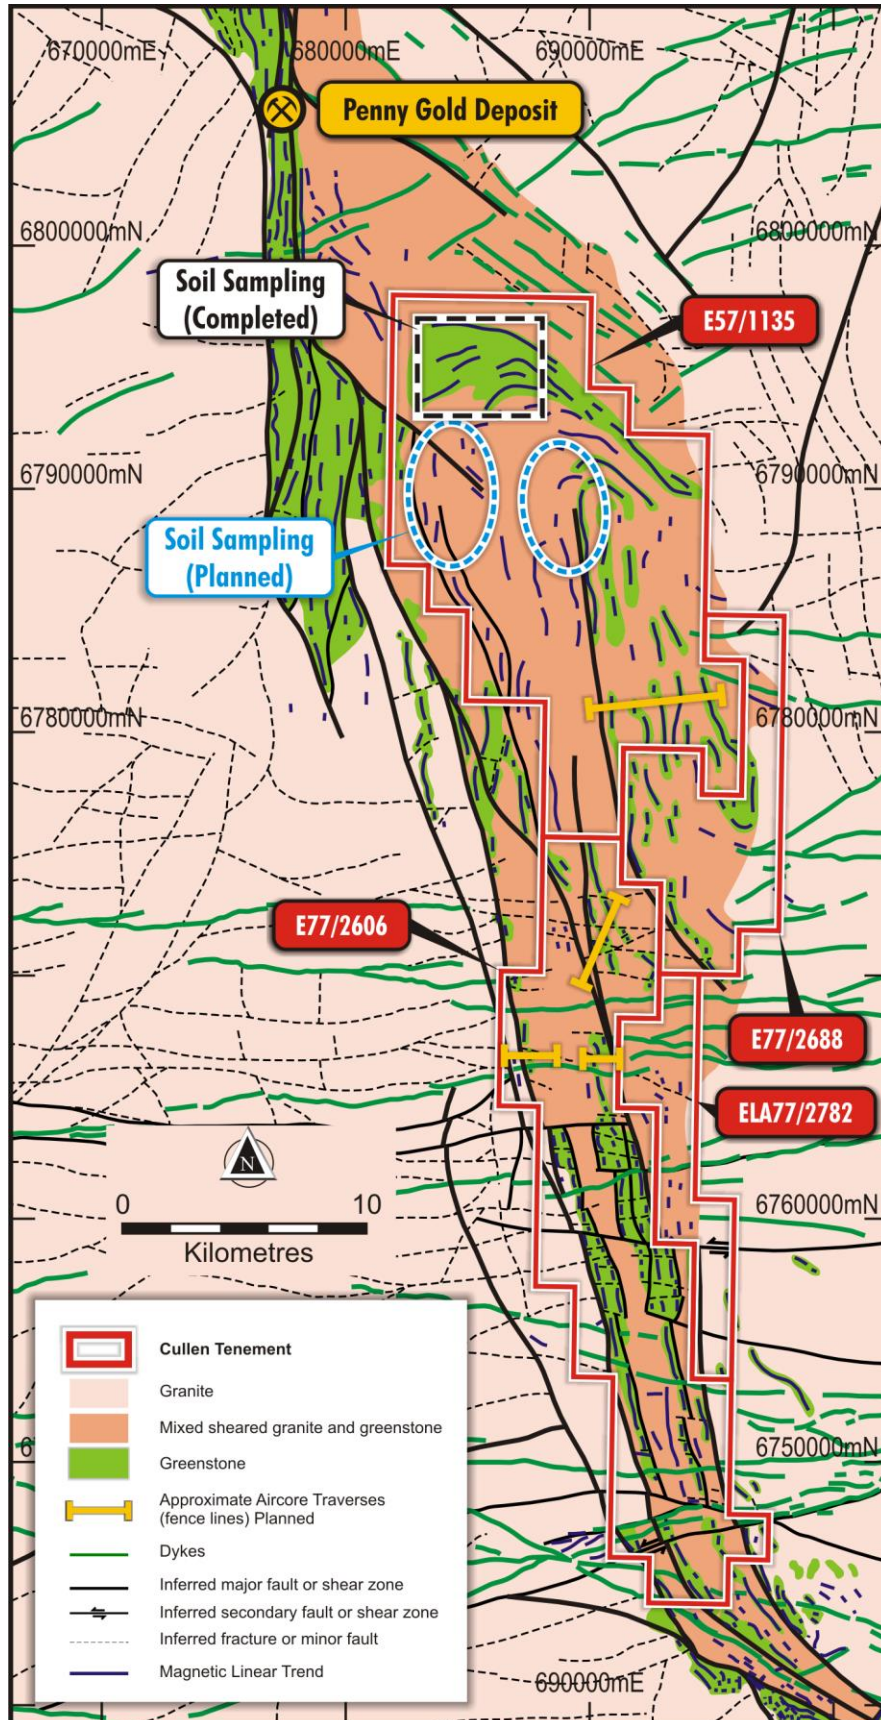 670000mE
680000mE
690000mE
Penny Gold Deposit
6800000mN
6800000mN
Soil Sampling
(Completed)
E57/1135
6790000mN
6790000mN
Soil Sampling
(Planned)
6780000mN
6780000mN
E77/2606
E77/2688
ELA77/2782
N
0
10
Kilometres
6760000mN
Cullen Tenement
Granite
Mixed sheared granite and greenstone
Greenstone
6750000mN
Approximate Aircore Traverses
(fence lines) Planned
Dykes
Inferred major fault or shear zone
Inferred secondary fault or shear zone
Inferred fracture or minor fault
Magnetic Linear Trend
690000mE